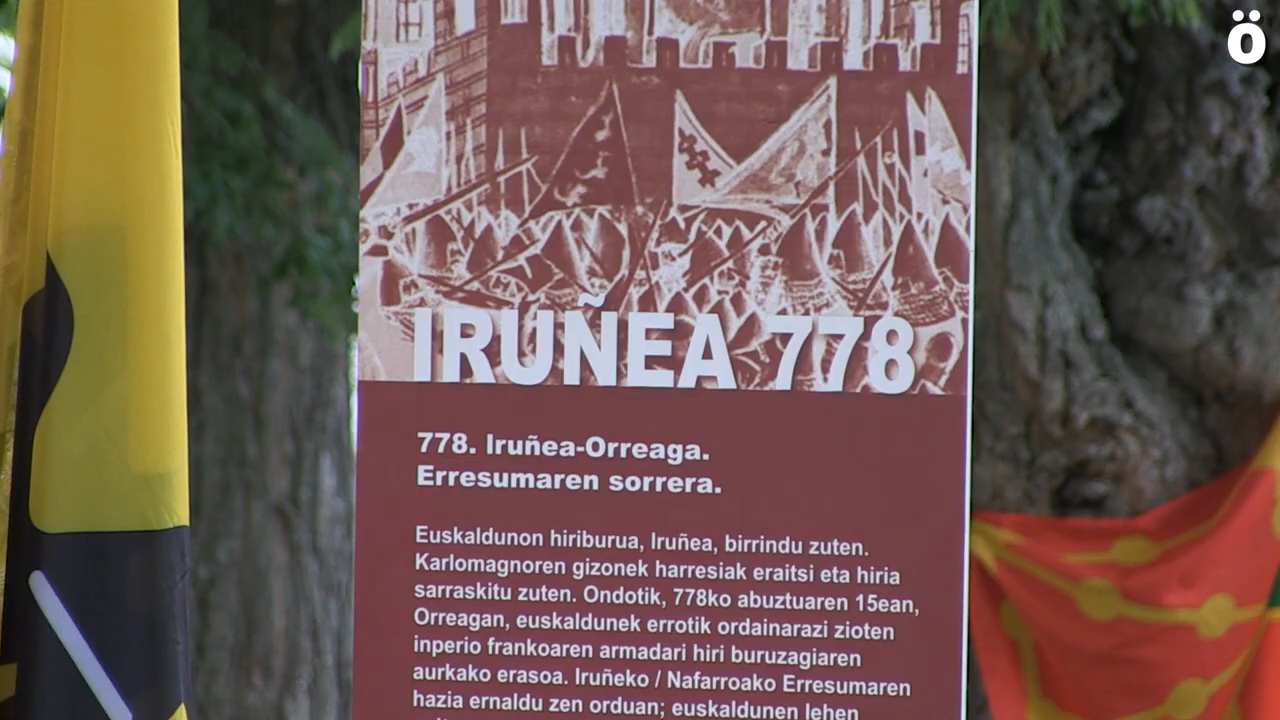 ö
IRUÑEA 778
778. Iruñea-Orreaga.
Erresumaren sorrera.
Euskaldunon hiriburua, Iruñea, birrindu zuten.
Karlomagnoren gizonek harresiak eraitsi eta hiria
sarraskitu zuten. Ondotik, 778ko abuztuaren 15ean,
Orreagan, euskaldunek errotik ordainarazi zioten
inperio frankoaren armadari hiri buruzagiaren
aurkako erasoa. Iruñeko / Nafarroako Erresumaren
hazia ernaldu zen orduan; euskaldunen lehen